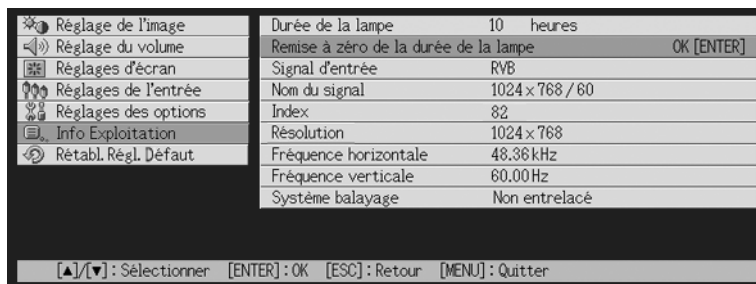 Réglage de l'image
Réglage du volume
Réglages d'écran
Réglages de l'entrée
Réglages des options
Info Exploitation
Rétabl. Régl. Défaut
Durée de la lampe 10 heures
Remise à zéro de la durée de la lampe OK [ENTER]
Signal d'entrée RVB
Nom du signal 1024 x 768 / 60
Index 82
Résolution 1024 x 768
Fréquence horizontale 48.36 kHz
Fréquence verticale 60.00 Hz
Système balayage Non entrelacé
[▲]/[▼] : Sélectionner [ENTER] : OK [ESC] : Retour [MENU] : Quitter